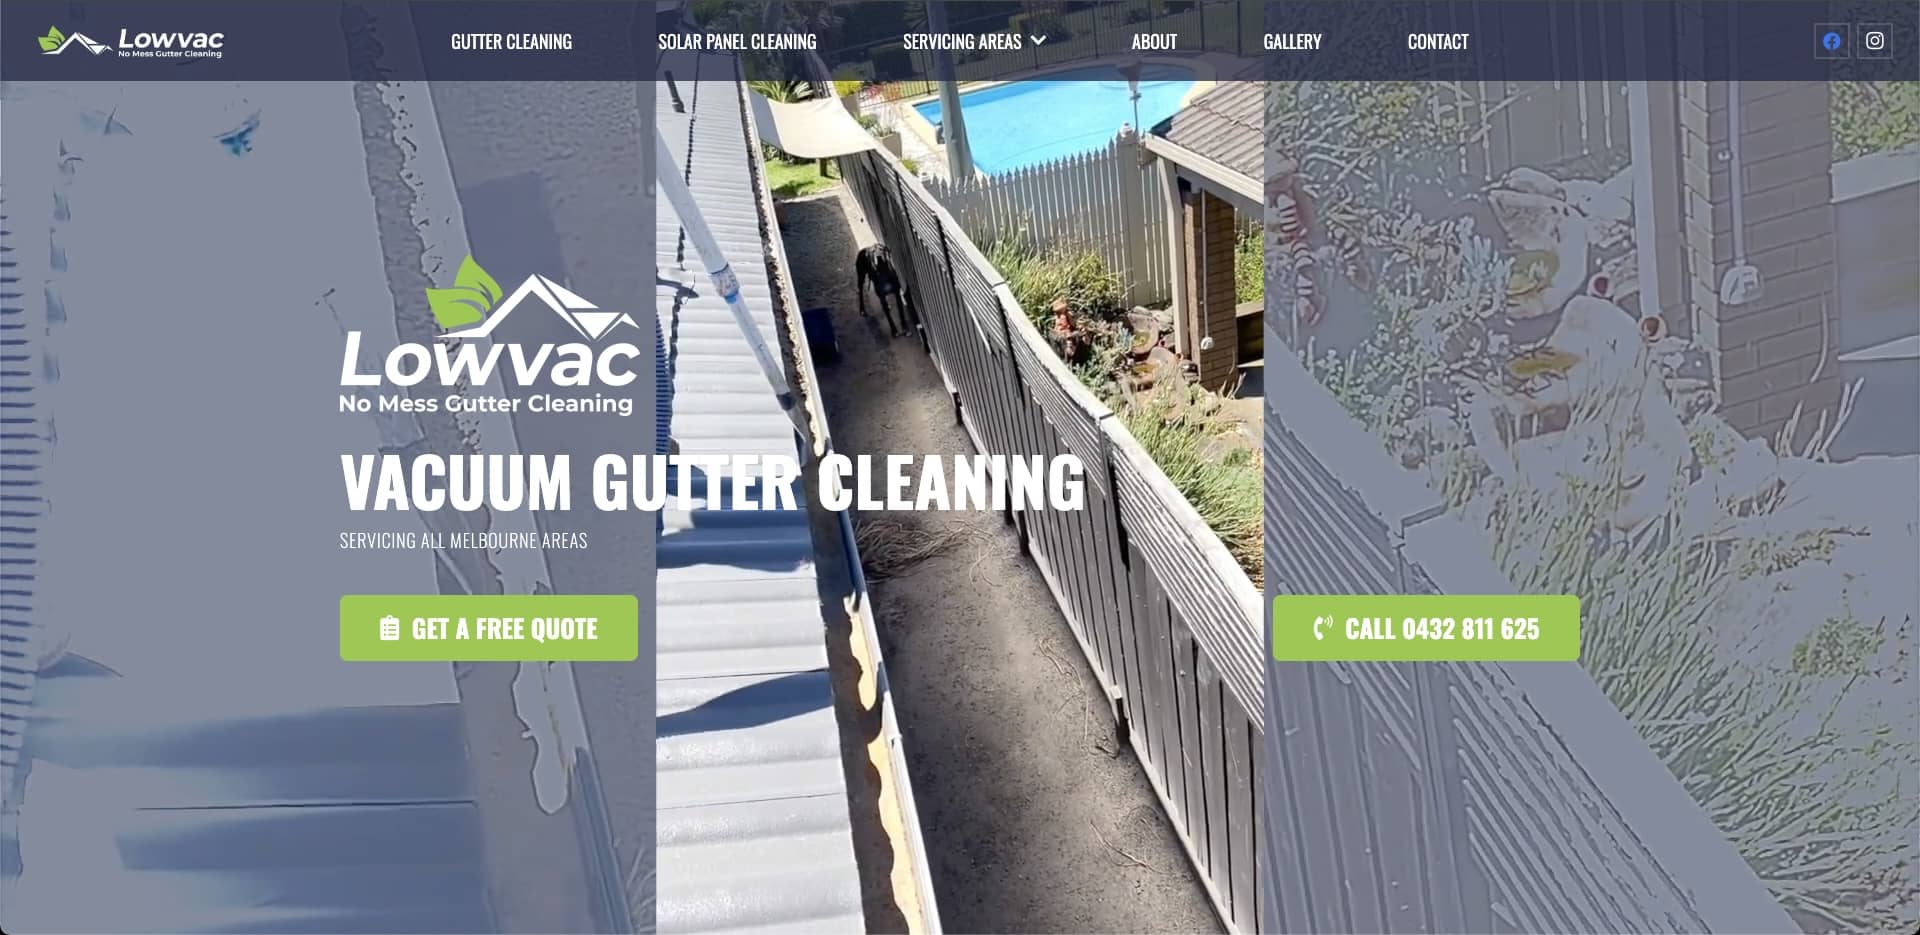 Lowvac
No Mess Gutter Cleaning
GUTTER CLEANING
SOLAR PANEL CLEANING
SERVICING AREAS
ABOUT
GALLERY
CONTACT
Lowvac
No Mess Gutter Cleaning
VACUUM GUTTER CLEANING
SERVICING ALL MELBOURNE AREAS
GET A FREE QUOTE
CALL 0432 811 625